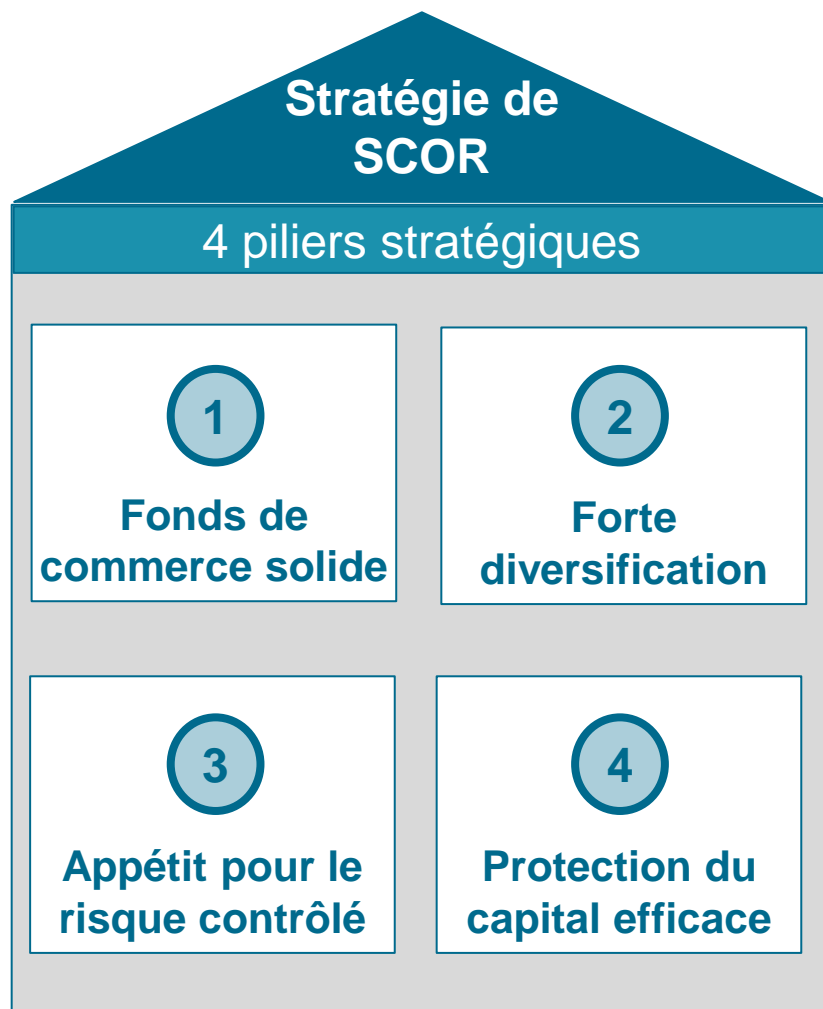 Stratégie de
SCOR
4 piliers stratégiques
1
Fonds de
commerce solide
2
Forte
diversification
3
Appétit pour le
risque contrôlé
4
Protection du
capital efficace